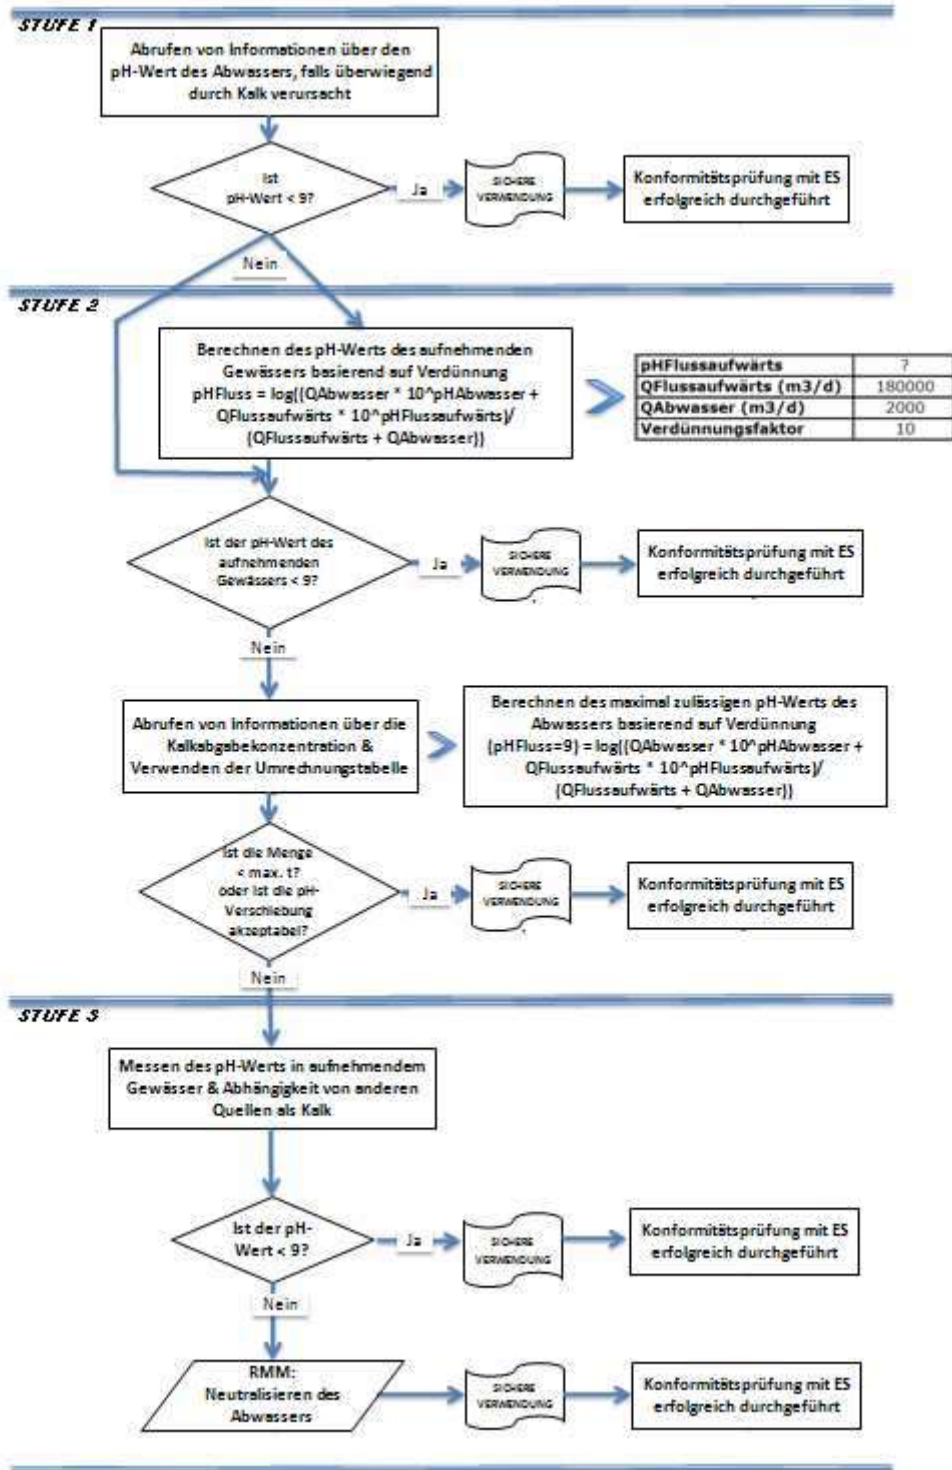 STUFE 1
Abrufen von Informationen über den
pH-Wert des Abwassers, falls überwiegend
durch Kalk verursacht
Ist
pH-Wert < 9?
Ja
SICHERE
VERWENDUNG
Konformitätsprüfung mit ES
erfolgreich durchgeführt
Nein
STUFE 2
Berechnen des pH-Werts des aufnehmenden
Gewässers basierend auf Verdünnung
pHFluss = log((QAbwasser * 10^pHAbwasser +
QFlussaufwärts * 10^pHFlussaufwärts)/
(QFlussaufwärts + QAbwasser))
pHFlussaufwärts ?
QFlussaufwärts (m3/d) 180000
QAbwasser (m3/d) 2000
Verdünnungsfaktor 10
Ist der pH-Wert des
aufnehmenden
Gewässers < 9?
Ja
SICHERE
VERWENDUNG
Konformitätsprüfung mit ES
erfolgreich durchgeführt
Nein
Abrufen von Informationen über die
Kalkabgabekonzentration &
Verwenden der Umrechnungstabelle
Berechnen des maximal zulässigen pH-Werts des
Abwassers basierend auf Verdünnung
(pHFluss=9) = log((QAbwasser * 10^pHAbwasser +
QFlussaufwärts * 10^pHFlussaufwärts)/
(QFlussaufwärts + QAbwasser))
Ist die Menge
< max. t?
oder ist die pH-
Verschiebung
akzeptabel?
Ja
SICHERE
VERWENDUNG
Konformitätsprüfung mit ES
erfolgreich durchgeführt
Nein
STUFE 3
Messen des pH-Werts in aufnehmendem
Gewässer & Abhängigkeit von anderen
Quellen als Kalk
Ist der pH-
Wert < 9?
Ja
SICHERE
VERWENDUNG
Konformitätsprüfung mit ES
erfolgreich durchgeführt
Nein
RMM:
Neutralisieren des
Abwassers
SICHERE
VERWENDUNG
Konformitätsprüfung mit ES
erfolgreich durchgeführt